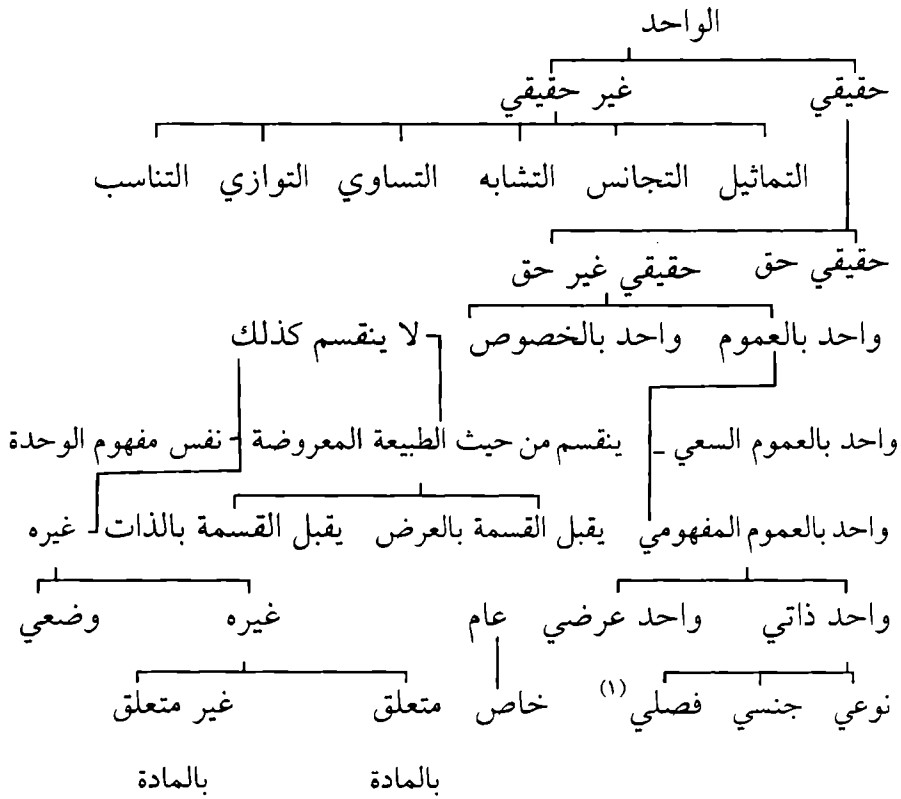 الواحد
حقيقي غير حقيقي
التماثيل التجانس التشابه التساوي التوازي التناسب
حقيقي حق حقيقي غير حق
واحد بالعموم واحد بالخصوص لا ينقسم كذلك
واحد بالعموم السعي ينقسم من حيث الطبيعة المعروضة نفس مفهوم الوحدة
واحد بالعموم المفهومي يقبل القسمة بالعرض يقبل القسمة بالذات غيره
واحد ذاتي واحد عرضي عام غيره وضعي
نوعي جنسي فصلي (١) خاص متعلق غير متعلق
بالمادة بالمادة